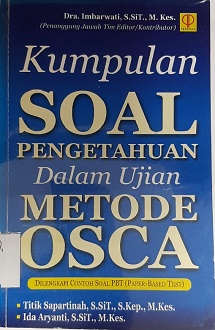 Dra. Imbarwati, S.SiT., M. Kes.
(Penanggung Jawab Tim Editor/Kontributor)
Kumpulan
SOAL
PENGETAHUAN
Dalam Ujian
METODE
OSCA
DILENGKAPI CONTOH SOAL PBT (PAPER-BASED TEST)
Titik Sapartinah, S.SiT., S.Kep., M.Kes.
Ida Aryanti, S.SiT., M.Kes.